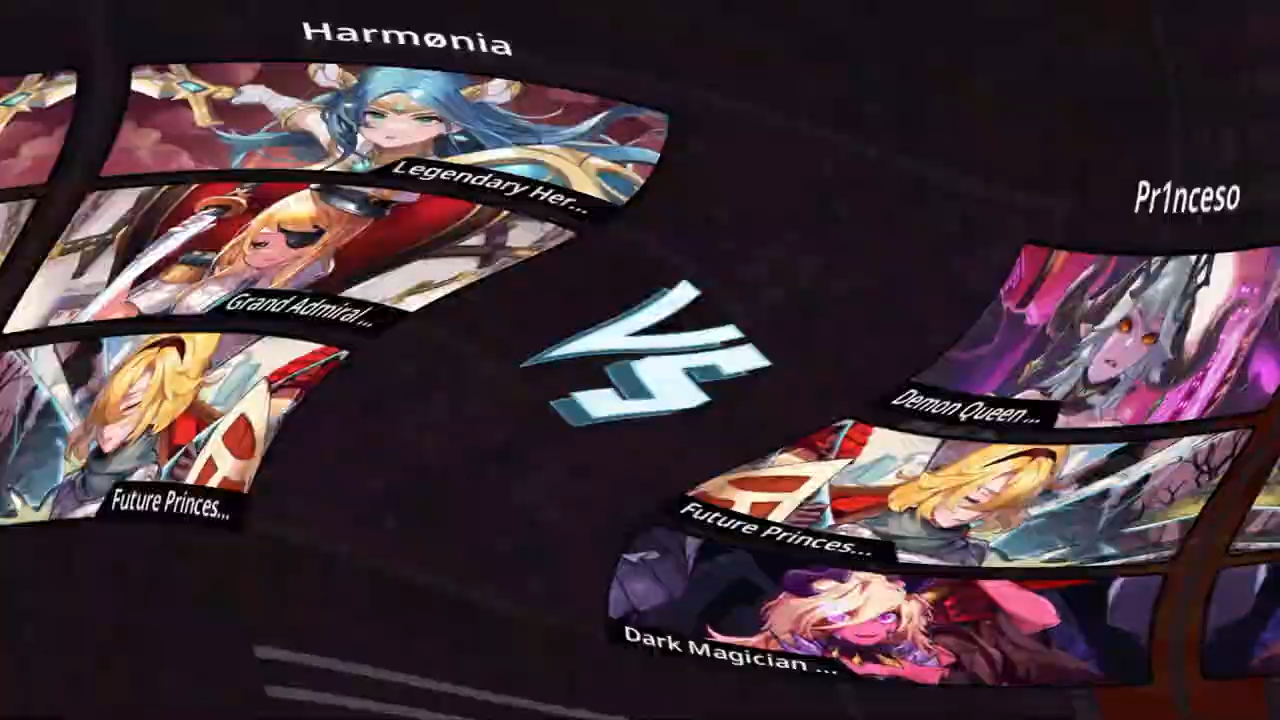 Harmønia
Legendary Her...
Grand Admiral...
Future Princes...
VS
Pr1nceso
Demon Queen...
Future Princes...
Dark Magician ...